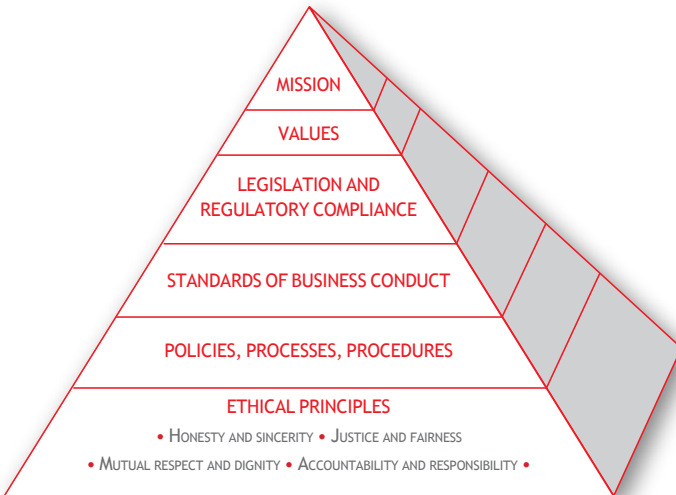 MISSION
VALUES
LEGISLATION AND
REGULATORY COMPLIANCE
STANDARDS OF BUSINESS CONDUCT
POLICIES, PROCESSES, PROCEDURES
ETHICAL PRINCIPLES
• Honesty and sincerity • Justice and fairness
• Mutual respect and dignity • Accountability and responsibility •